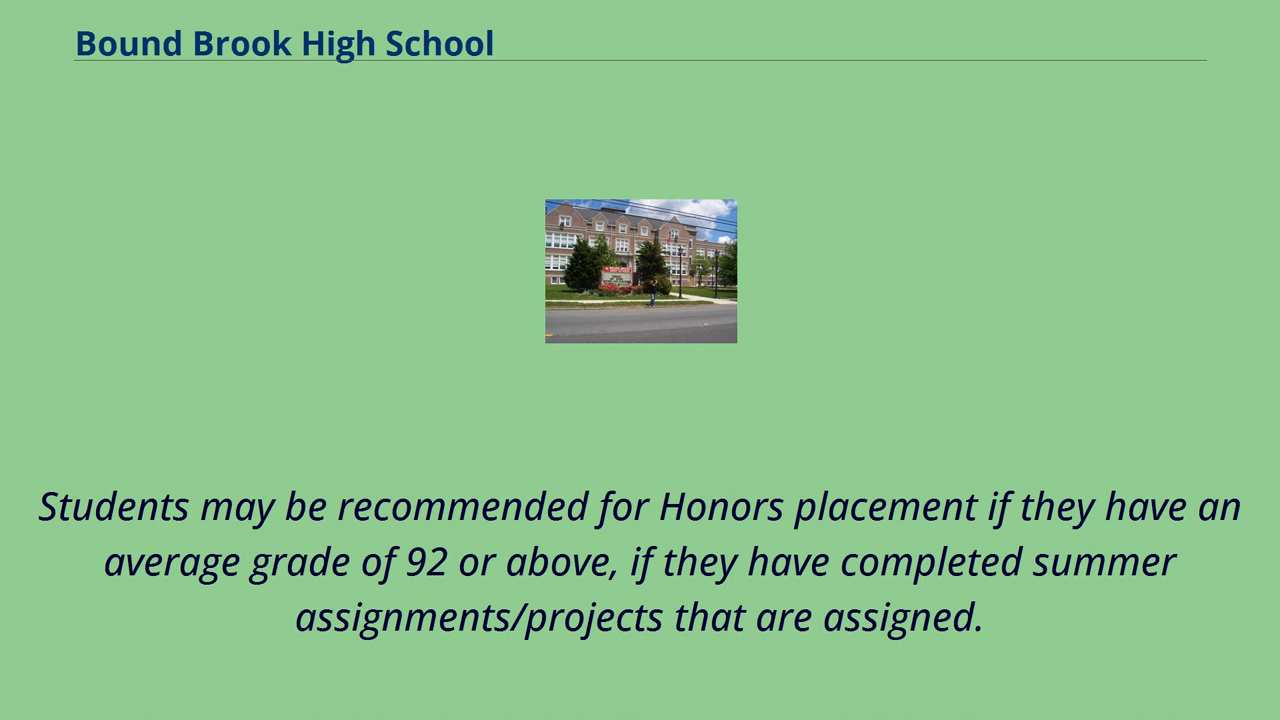 Bound Brook High School
Students may be recommended for Honors placement if they have an
average grade of 92 or above, if they have completed summer
assignments/projects that are assigned.